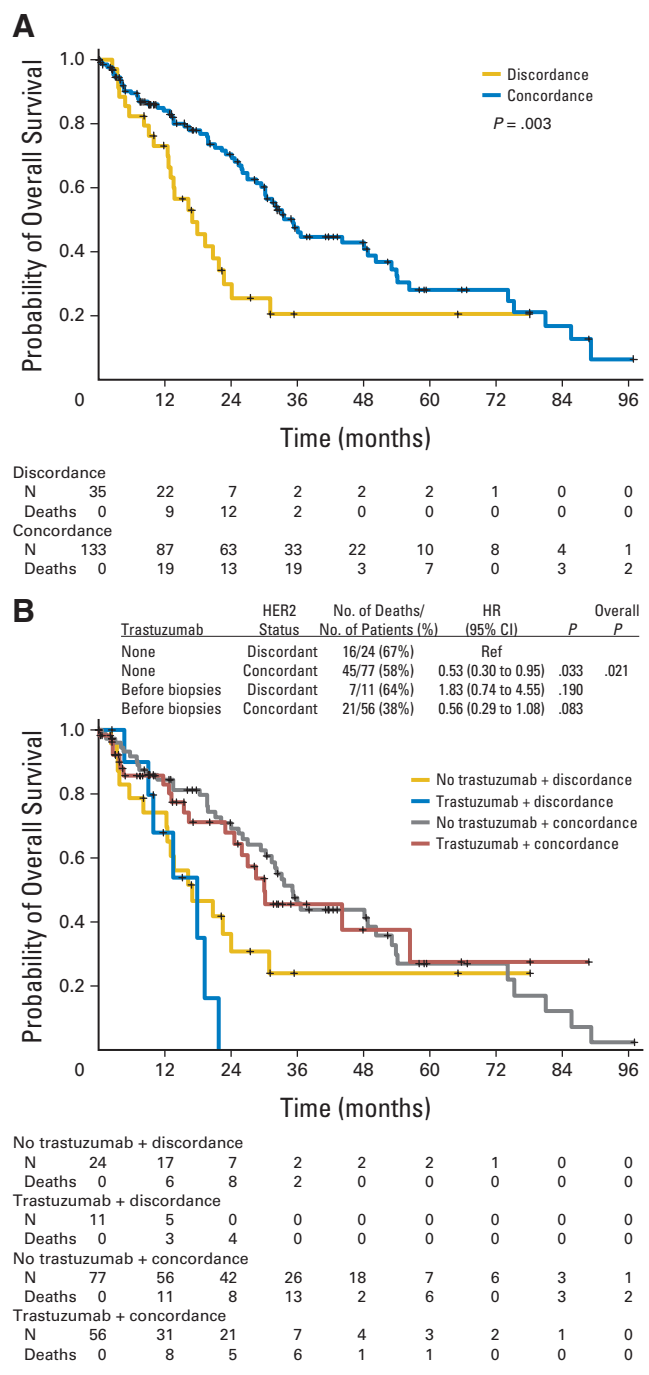 A
Probability of Overall Survival
1.0
0.8
0.6
0.4
0.2
Discordance
Concordance
P = .003
0 12 24 36 48 60 72 84 96
Time (months)
Discordance
N 35 22 7 2 2 2 1 0 0
Deaths 0 9 12 2 0 0 0 0 0
Concordance
N 133 87 63 33 22 10 8 4 1
Deaths 0 19 13 19 3 7 0 3 2
B
HER2 No. of Deaths/ HR Overall
Trastuzumab Status No. of Patients (%) (95% CI) P P
None Discordant 16/24 (67%) Ref
None Concordant 45/77 (58%) 0.53 (0.30 to 0.95) .033 .021
Before biopsies Discordant 7/11 (64%) 1.83 (0.74 to 4.55) .190
Before biopsies Concordant 21/56 (38%) 0.56 (0.29 to 1.08) .083
Probability of Overall Survival
1.0
0.8
0.6
0.4
0.2
No trastuzumab + discordance
Trastuzumab + discordance
No trastuzumab + concordance
Trastuzumab + concordance
0 12 24 36 48 60 72 84 96
Time (months)
No trastuzumab + discordance
N 24 17 7 2 2 2 1 0 0
Deaths 0 6 8 2 0 0 0 0 0
Trastuzumab + discordance
N 11 5 0 0 0 0 0 0 0
Deaths 0 3 4 0 0 0 0 0 0
No trastuzumab + concordance
N 77 56 42 26 18 7 6 3 1
Deaths 0 11 8 13 2 6 0 3 2
Trastuzumab + concordance
N 56 31 21 7 4 3 2 1 0
Deaths 0 8 5 6 1 1 0 0 0